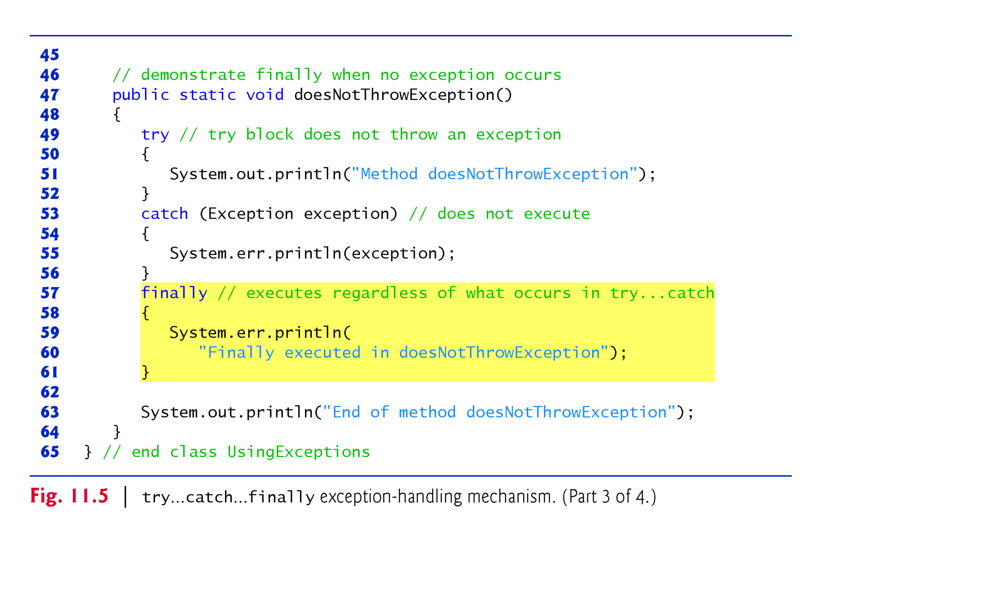 45
46 // demonstrate finally when no exception occurs
47 public static void doesNotThrowException()
48 {
49 try // try block does not throw an exception
50 {
51 System.out.println("Method doesNotThrowException");
52 }
53 catch (Exception exception) // does not execute
54 {
55 System.err.println(exception);
56 }
57 finally // executes regardless of what occurs in try...catch
58 {
59 System.err.println(
60 "Finally executed in doesNotThrowException");
61 }
62
63 System.out.println("End of method doesNotThrowException");
64 }
65 } // end class UsingExceptions
Fig. 11.5 | try...catch...finally exception-handling mechanism. (Part 3 of 4.)